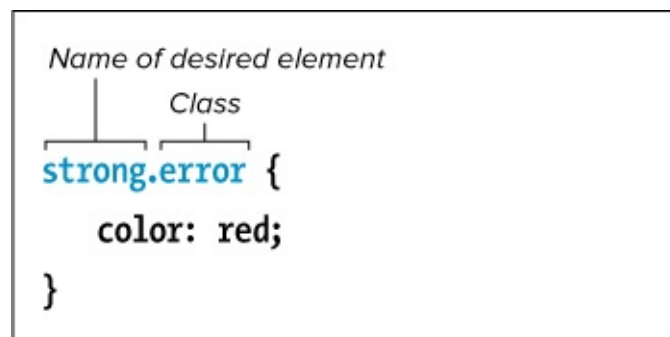 Name of desired element
Class
strong.error {
color: red;
}